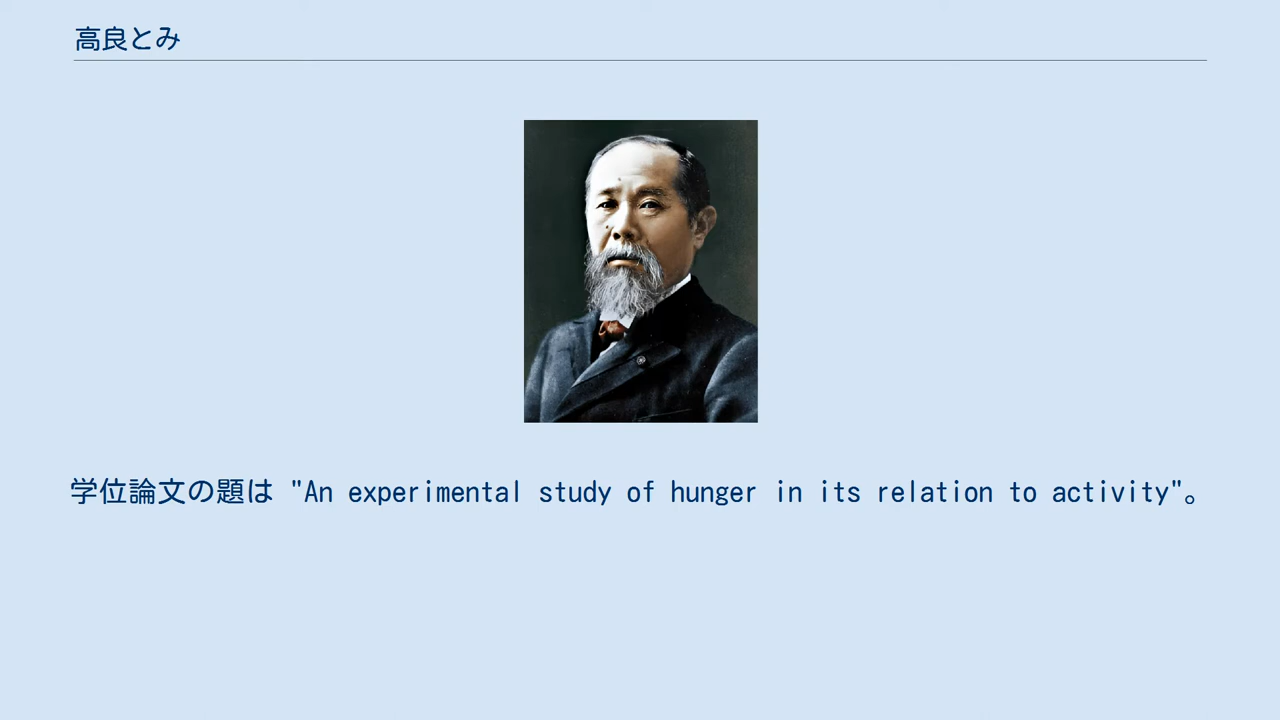 高良とみ
学位論文の題は "An experimental study of hunger in its relation to activity"。